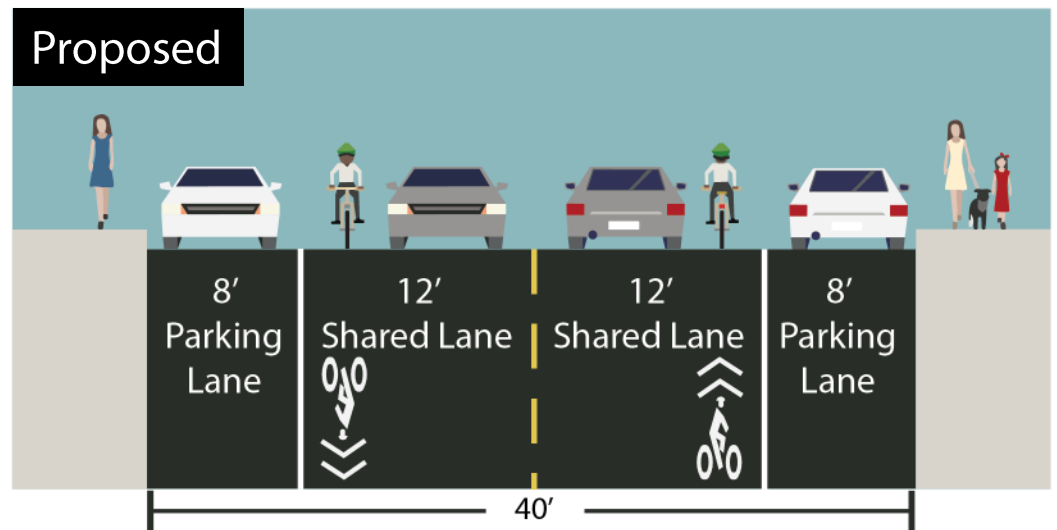 Proposed
8’
Parking
Lane
12’
Shared Lane
12’
Shared Lane
8’
Parking
Lane
40’